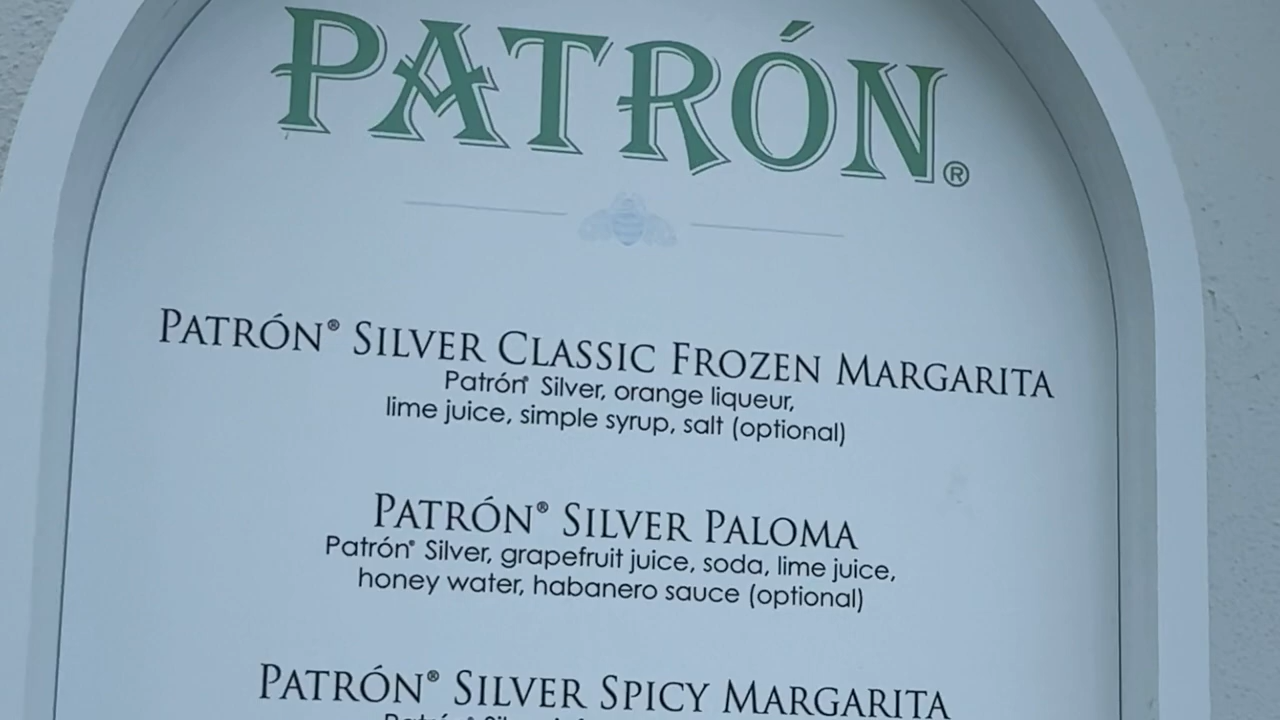 PATRÓN®
PATRÓN® SILVER CLASSIC FROZEN MARGARITA
Patrón® Silver, orange liqueur,
lime juice, simple syrup, salt (optional)
PATRÓN® SILVER PALOMA
Patrón® Silver, grapefruit juice, soda, lime juice,
honey water, habanero sauce (optional)
PATRÓN® SILVER SPICY MARGARITA